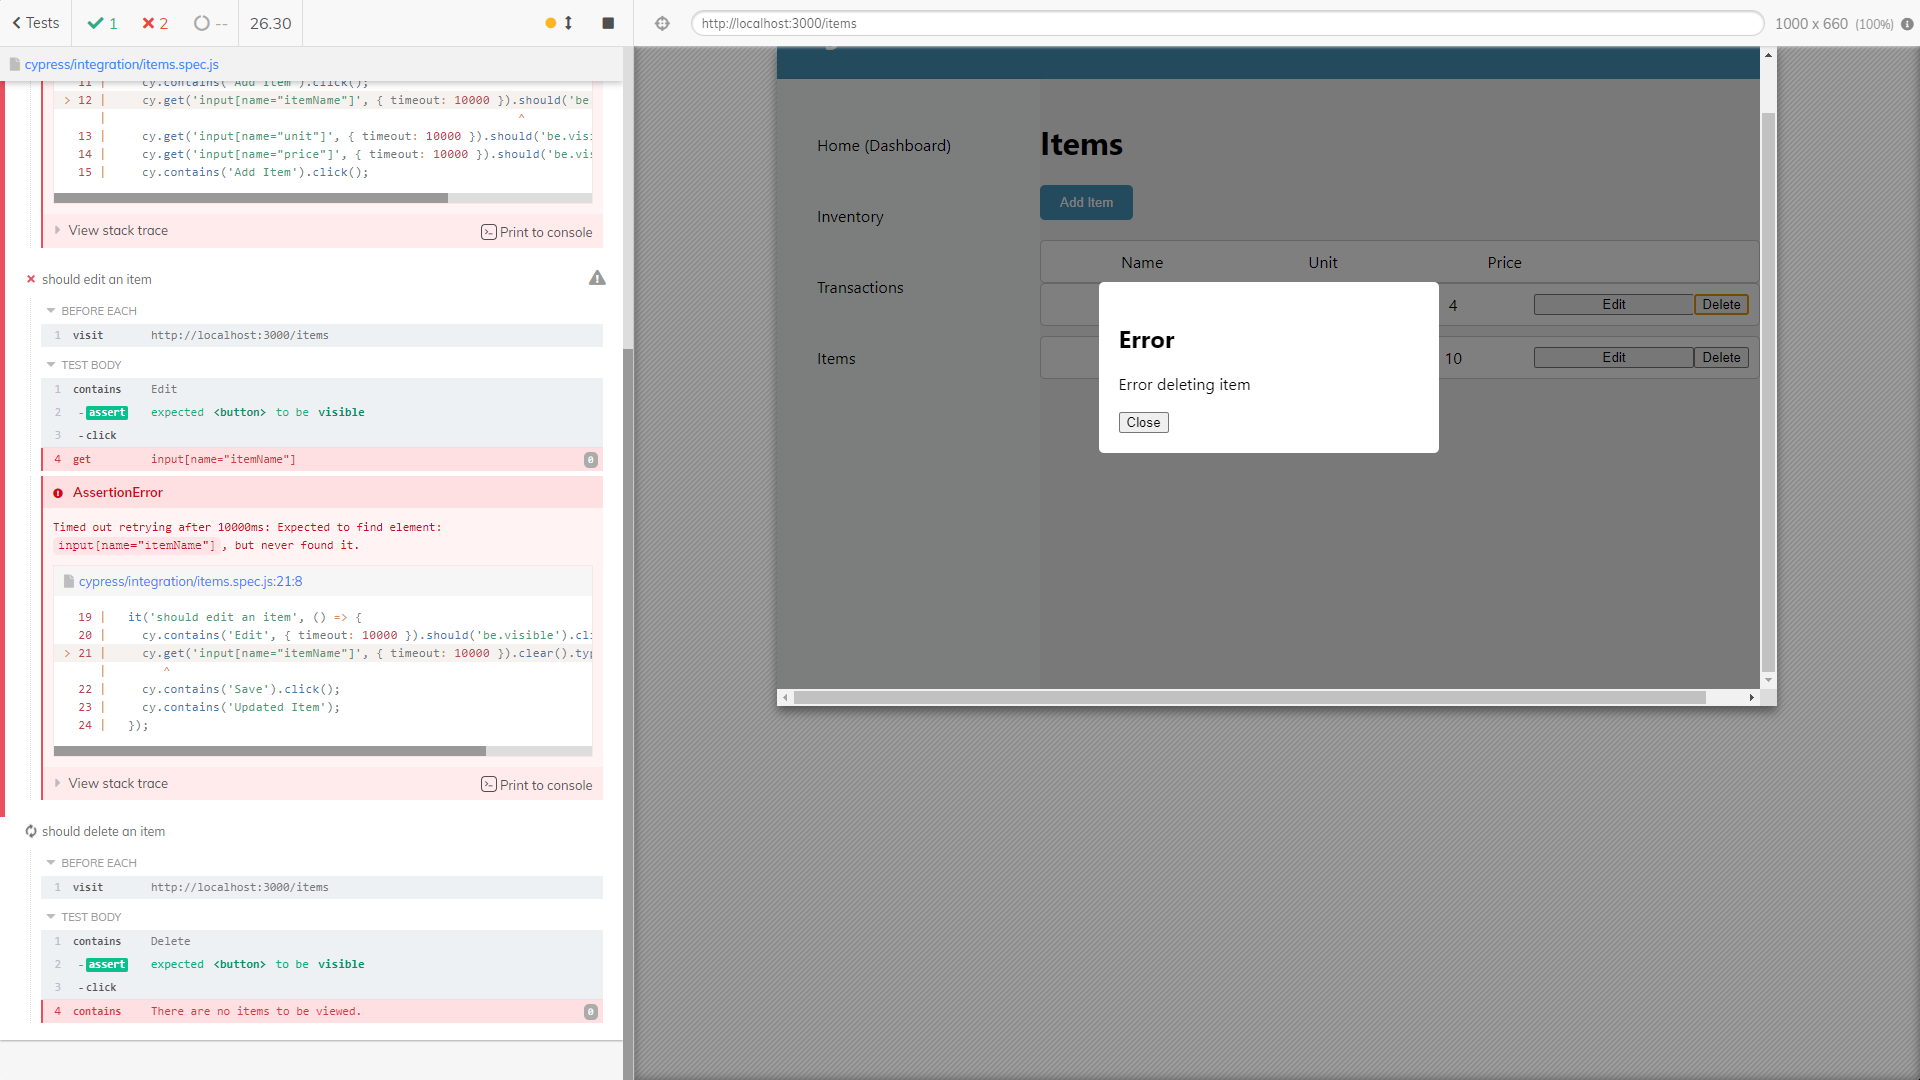 Tests
1
2
--
26.30
http://localhost:3000/items
1000 x 660 (100%)
cypress/integration/items.spec.js
11 | cy.contains('Add Item').click();
> 12 | cy.get('input[name="itemName"]', { timeout: 10000 }).should('be
| ^
13 | cy.get('input[name="unit"]', { timeout: 10000 }).should('be.vis
14 | cy.get('input[name="price"]', { timeout: 10000 }).should('be.vi
15 | cy.contains('Add Item').click();
View stack trace
Print to console
should edit an item
BEFORE EACH
1 visit http://localhost:3000/items
TEST BODY
1 contains Edit
2 -assert expected <button> to be visible
3 -click
4 get input[name="itemName"] 0
AssertionError
Timed out retrying after 10000ms: Expected to find element:
input[name="itemName"] , but never found it.
cypress/integration/items.spec.js:21:8
19 | it('should edit an item', () => {
20 | cy.contains('Edit', { timeout: 10000 }).should('be.visible').cl
> 21 | cy.get('input[name="itemName"]', { timeout: 10000 }).clear().ty
| ^
22 | cy.contains('Save').click();
23 | cy.contains('Updated Item');
24 | });
View stack trace
Print to console
should delete an item
BEFORE EACH
1 visit http://localhost:3000/items
TEST BODY
1 contains Delete
2 -assert expected <button> to be visible
3 -click
4 contains There are no items to be viewed. 0
Home (Dashboard)
Inventory
Transactions
Items
Items
Add Item
Name Unit Price
4 Edit Delete
10 Edit Delete
Error
Error deleting item
Close